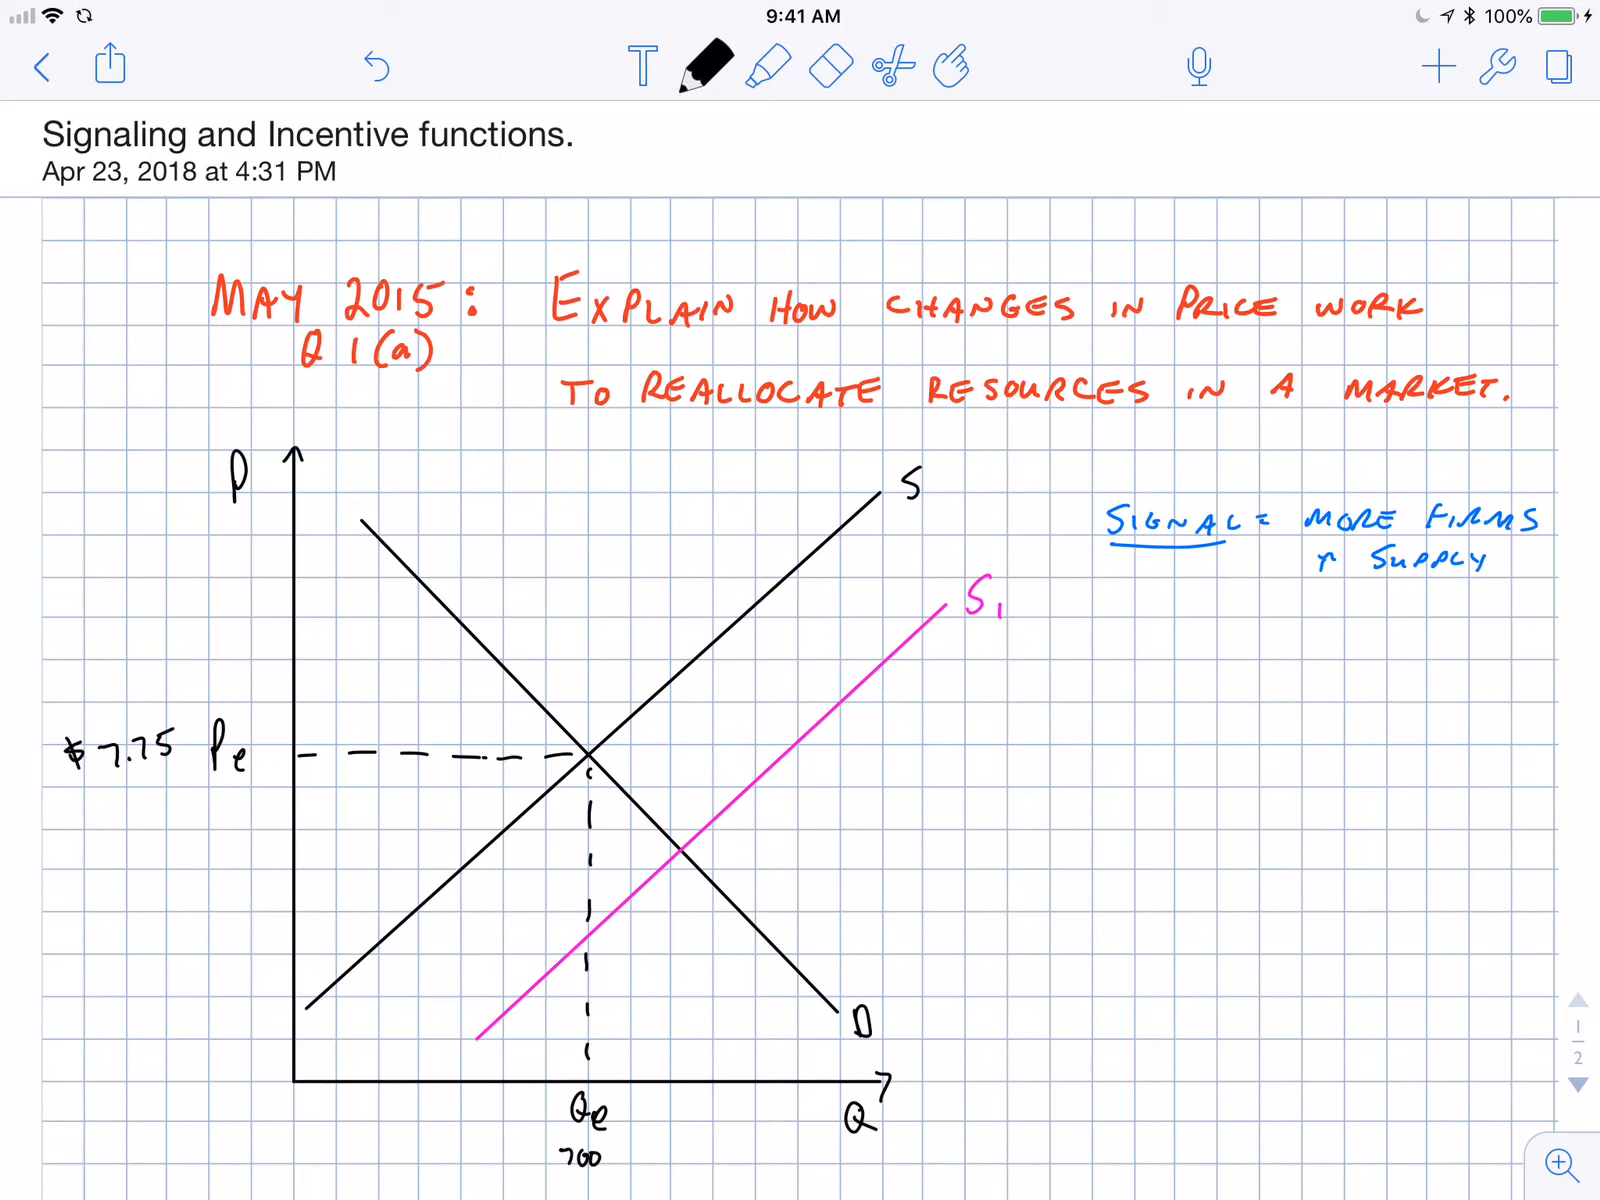 9:41 AM
100%
T
Signaling and Incentive functions.
Apr 23, 2018 at 4:31 PM
MAY 2015: EXPLAIN HOW CHANGES IN PRICE WORK
Q 1(a)
TO REALLOCATE RESOURCES IN A MARKET.
P
S
SIGNAL = MORE FIRMS
↑ SUPPLY
S1
$7.75 Pe
D
Qe
Q
700
1
2